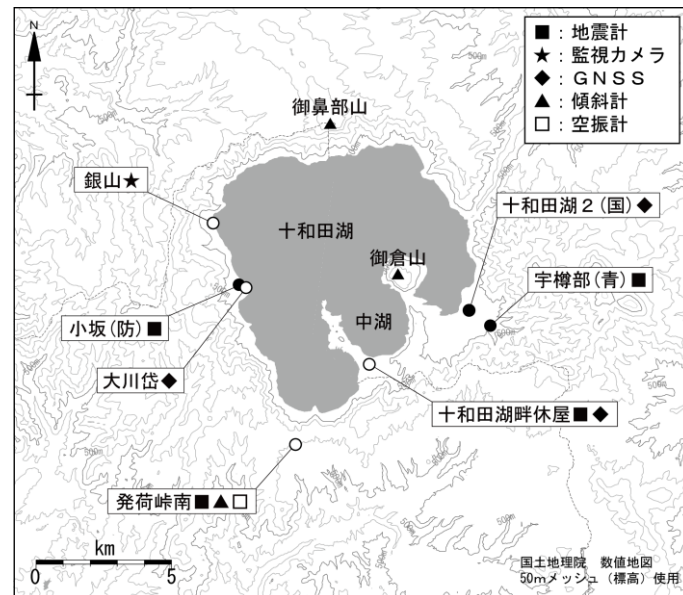 N
■：地震計
★：監視カメラ
◆：ＧＮＳＳ
▲：傾斜計
□：空振計
御鼻部山
銀山★
十和田湖
十和田湖２(国)◆
御倉山
宇樽部(青)■
中湖
小坂(防)■
大川岱◆
十和田湖畔休屋■◆
発荷峠南■▲□
km
0 5
国土地理院　数値地図
50mメッシュ（標高）使用
500m